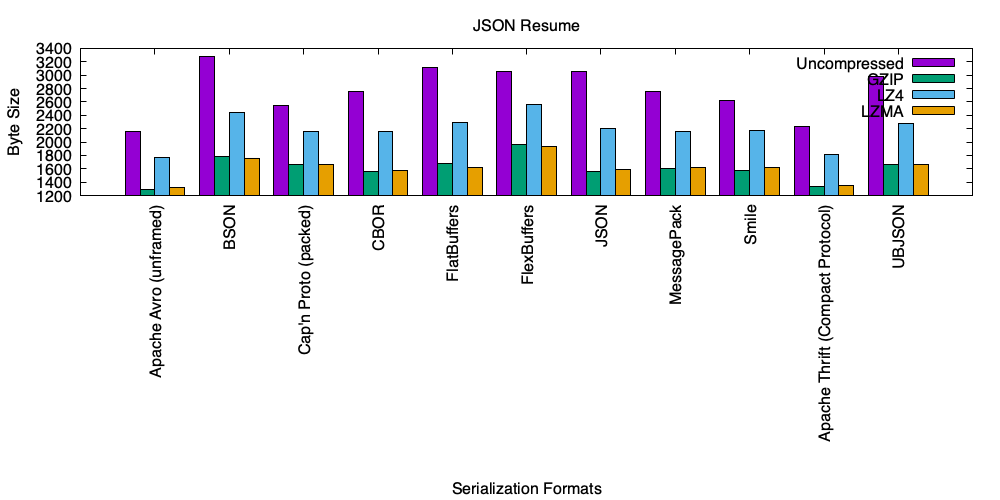 JSON Resume
3400
3200
3000
2800
2600
2400
2200
2000
1800
1600
1400
1200
Byte Size
Uncompressed
GZIP
LZ4
LZMA
Apache Avro (unframed)
BSON
Cap'n Proto (packed)
CBOR
FlatBuffers
FlexBuffers
JSON
MessagePack
Smile
Apache Thrift (Compact Protocol)
UBJSON
Serialization Formats